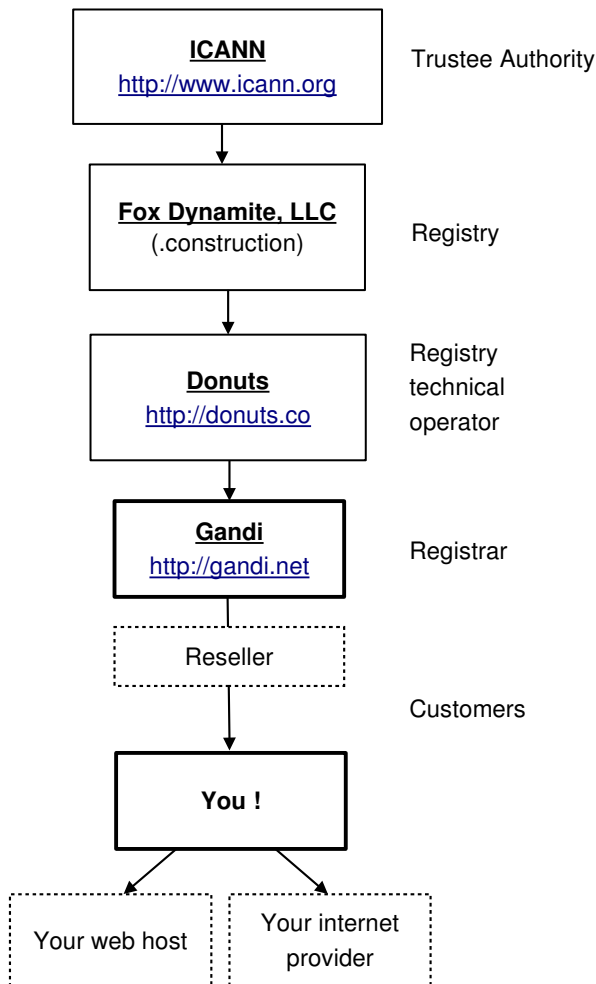 ICANN
http://www.icann.org
Trustee Authority
Fox Dynamite, LLC
(.construction)
Registry
Donuts
http://donuts.co
Registry
technical
operator
Gandi
http://gandi.net
Registrar
Reseller
Customers
You !
Your web host
Your internet
provider